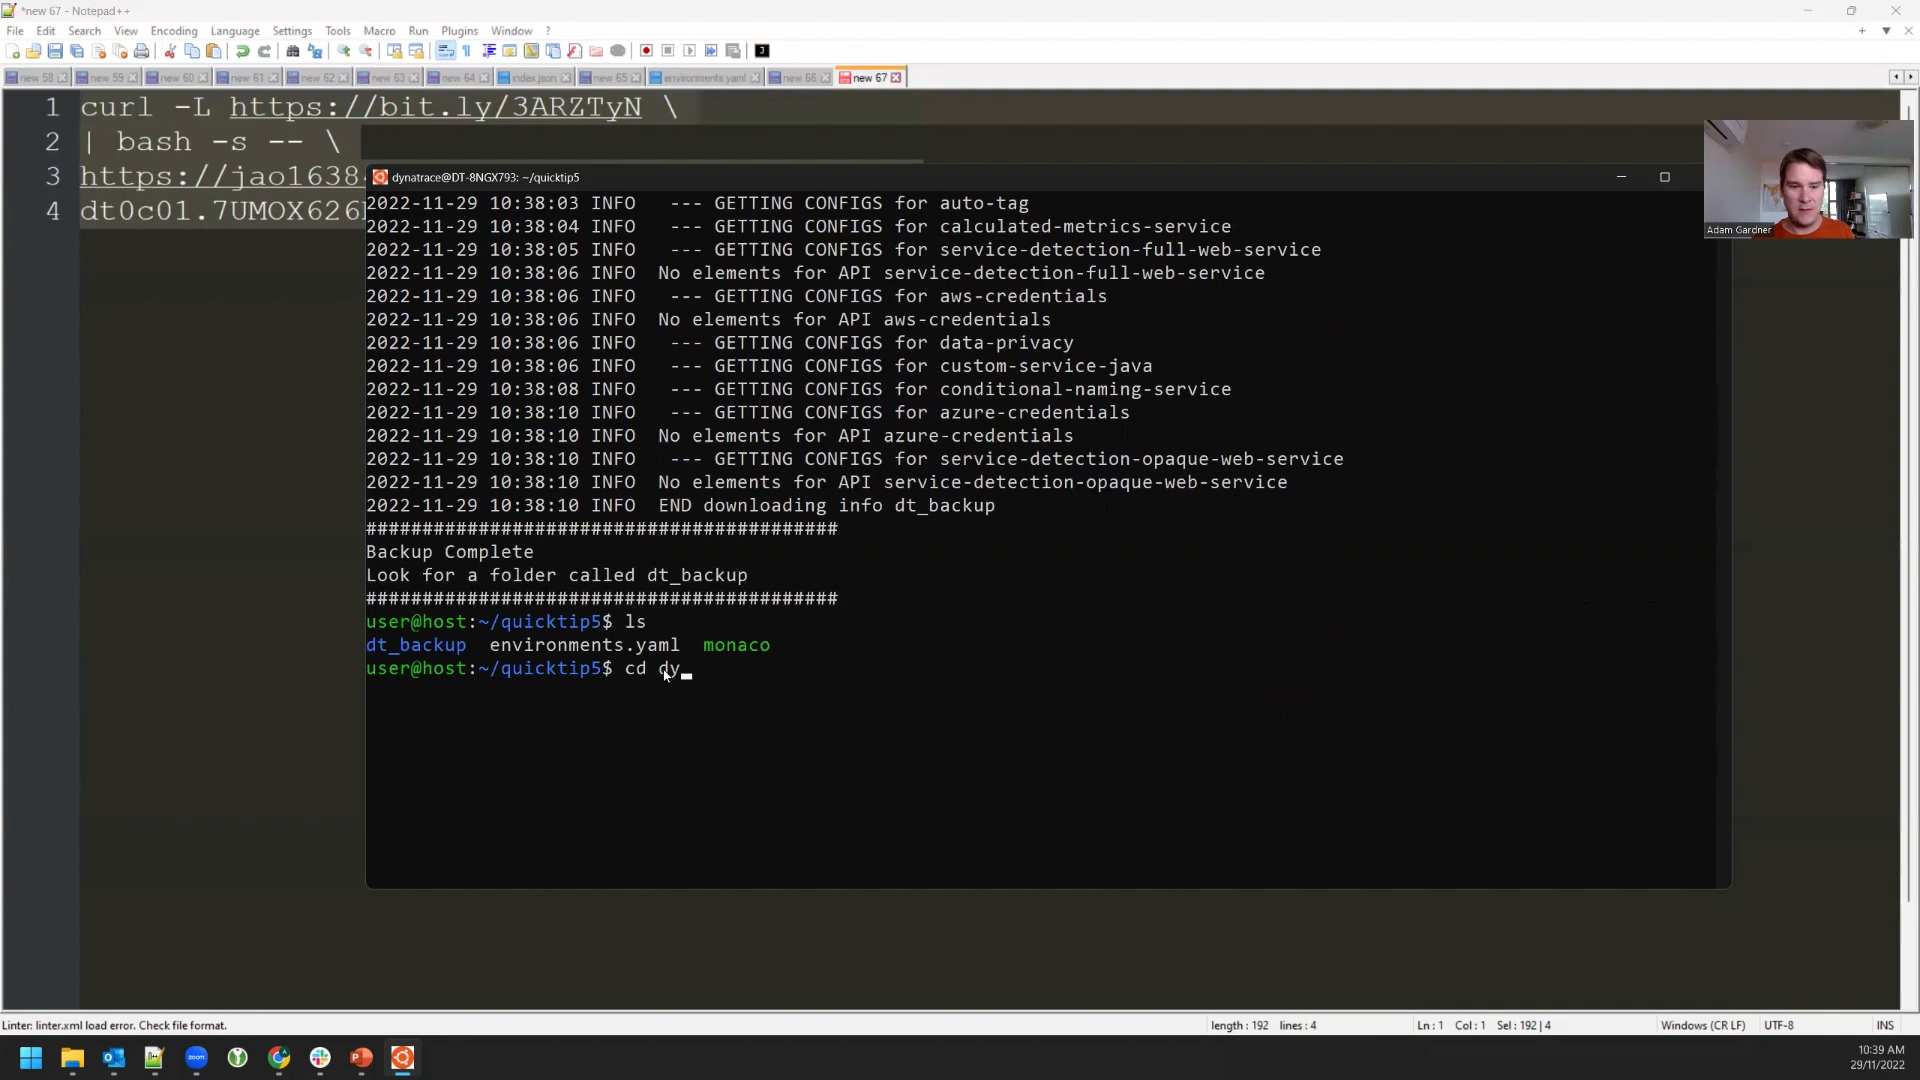 *new 67 - Notepad++
File Edit Search View Encoding Language Settings Tools Macro Run Plugins Window ?
new 58 new 59 new 60 new 61 new 62 new 63 new 64 index.json new 65 environments.yaml new 66 new 67
1 curl -L https://bit.ly/3ARZTyN \
2 | bash -s -- \
3 https://jao1638
4 dt0c01.7UMOX626
Adam Gardner
dynatrace@DT-8NGX793: ~/quicktip5
2022-11-29 10:38:03 INFO --- GETTING CONFIGS for auto-tag
2022-11-29 10:38:04 INFO --- GETTING CONFIGS for calculated-metrics-service
2022-11-29 10:38:05 INFO --- GETTING CONFIGS for service-detection-full-web-service
2022-11-29 10:38:06 INFO No elements for API service-detection-full-web-service
2022-11-29 10:38:06 INFO --- GETTING CONFIGS for aws-credentials
2022-11-29 10:38:06 INFO No elements for API aws-credentials
2022-11-29 10:38:06 INFO --- GETTING CONFIGS for data-privacy
2022-11-29 10:38:06 INFO --- GETTING CONFIGS for custom-service-java
2022-11-29 10:38:08 INFO --- GETTING CONFIGS for conditional-naming-service
2022-11-29 10:38:10 INFO --- GETTING CONFIGS for azure-credentials
2022-11-29 10:38:10 INFO No elements for API azure-credentials
2022-11-29 10:38:10 INFO --- GETTING CONFIGS for service-detection-opaque-web-service
2022-11-29 10:38:10 INFO No elements for API service-detection-opaque-web-service
2022-11-29 10:38:10 INFO END downloading info dt_backup
##########################################
Backup Complete
Look for a folder called dt_backup
##########################################
user@host:~/quicktip5$ ls
dt_backup environments.yaml monaco
user@host:~/quicktip5$ cd dy
Linter: linter.xml load error. Check file format. length : 192 lines : 4 Ln : 1 Col : 1 Sel : 192 | 4 Windows (CR LF) UTF-8 INS
zoom
10:39 AM
29/11/2022